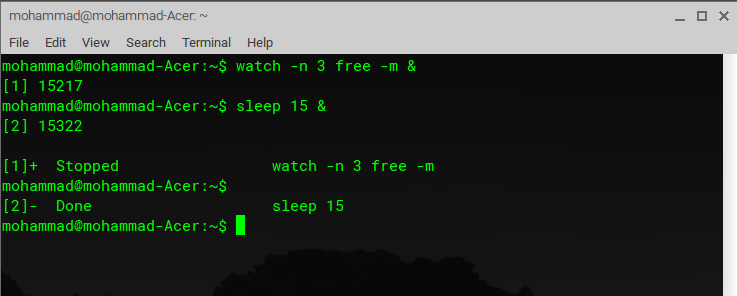 mohammad@mohammad-Acer: ~
File Edit View Search Terminal Help
mohammad@mohammad-Acer:~$ watch -n 3 free -m &
[1] 15217
mohammad@mohammad-Acer:~$ sleep 15 &
[2] 15322
[1]+  Stopped                 watch -n 3 free -m
mohammad@mohammad-Acer:~$
[2]-  Done                    sleep 15
mohammad@mohammad-Acer:~$